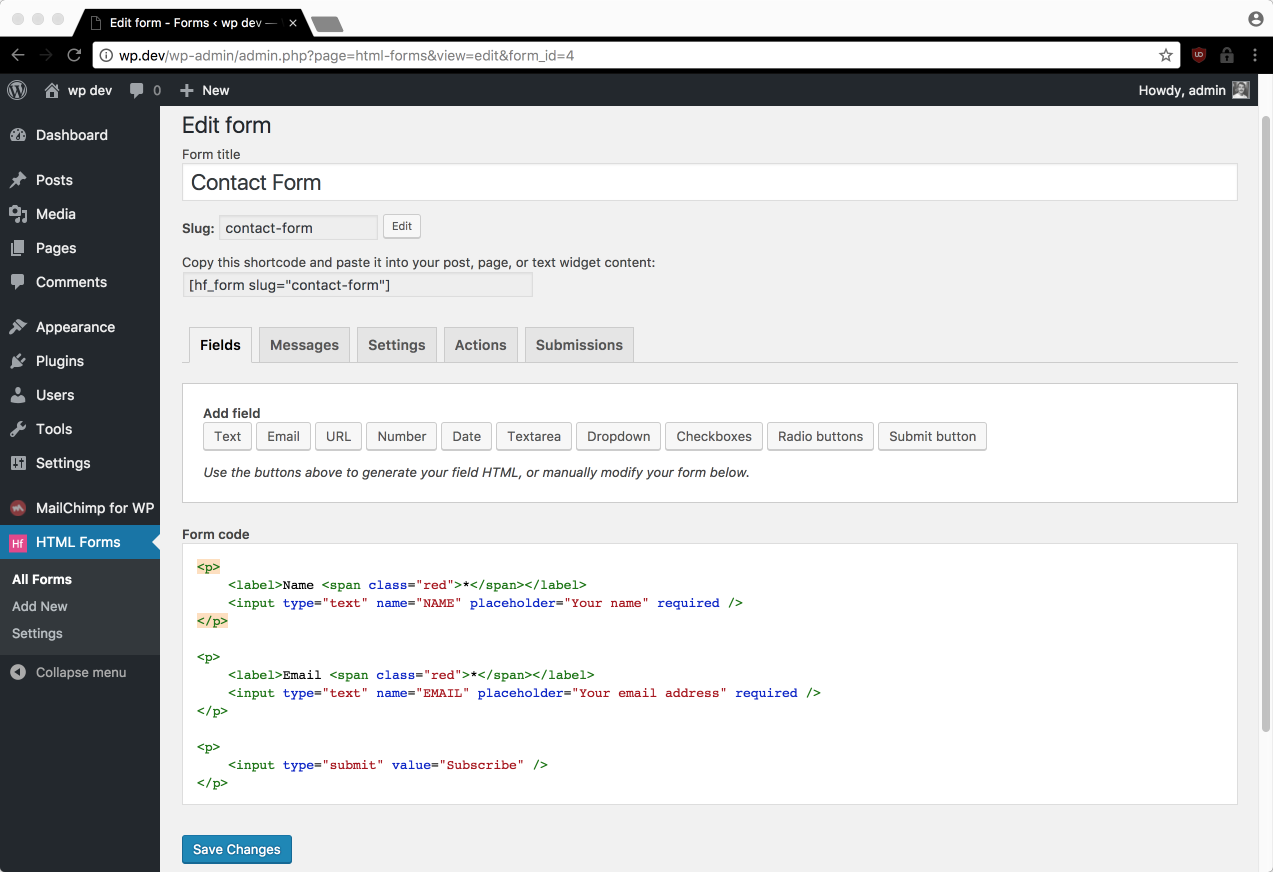 Edit form - Forms ‹ wp dev —
wp.dev/wp-admin/admin.php?page=html-forms&view=edit&form_id=4
wp dev 0 New Howdy, admin
Dashboard
Posts
Media
Pages
Comments
Appearance
Plugins
Users
Tools
Settings
MailChimp for WP
Hf HTML Forms
All Forms
Add New
Settings
Collapse menu
Edit form
Form title
Contact Form
Slug: contact-form Edit
Copy this shortcode and paste it into your post, page, or text widget content:
[hf_form slug="contact-form"]
Fields Messages Settings Actions Submissions
Add field
Text Email URL Number Date Textarea Dropdown Checkboxes Radio buttons Submit button
Use the buttons above to generate your field HTML, or manually modify your form below.
Form code
<p>
<label>Name <span class="red">*</span></label>
<input type="text" name="NAME" placeholder="Your name" required />
</p>
<p>
<label>Email <span class="red">*</span></label>
<input type="text" name="EMAIL" placeholder="Your email address" required />
</p>
<p>
<input type="submit" value="Subscribe" />
</p>
Save Changes